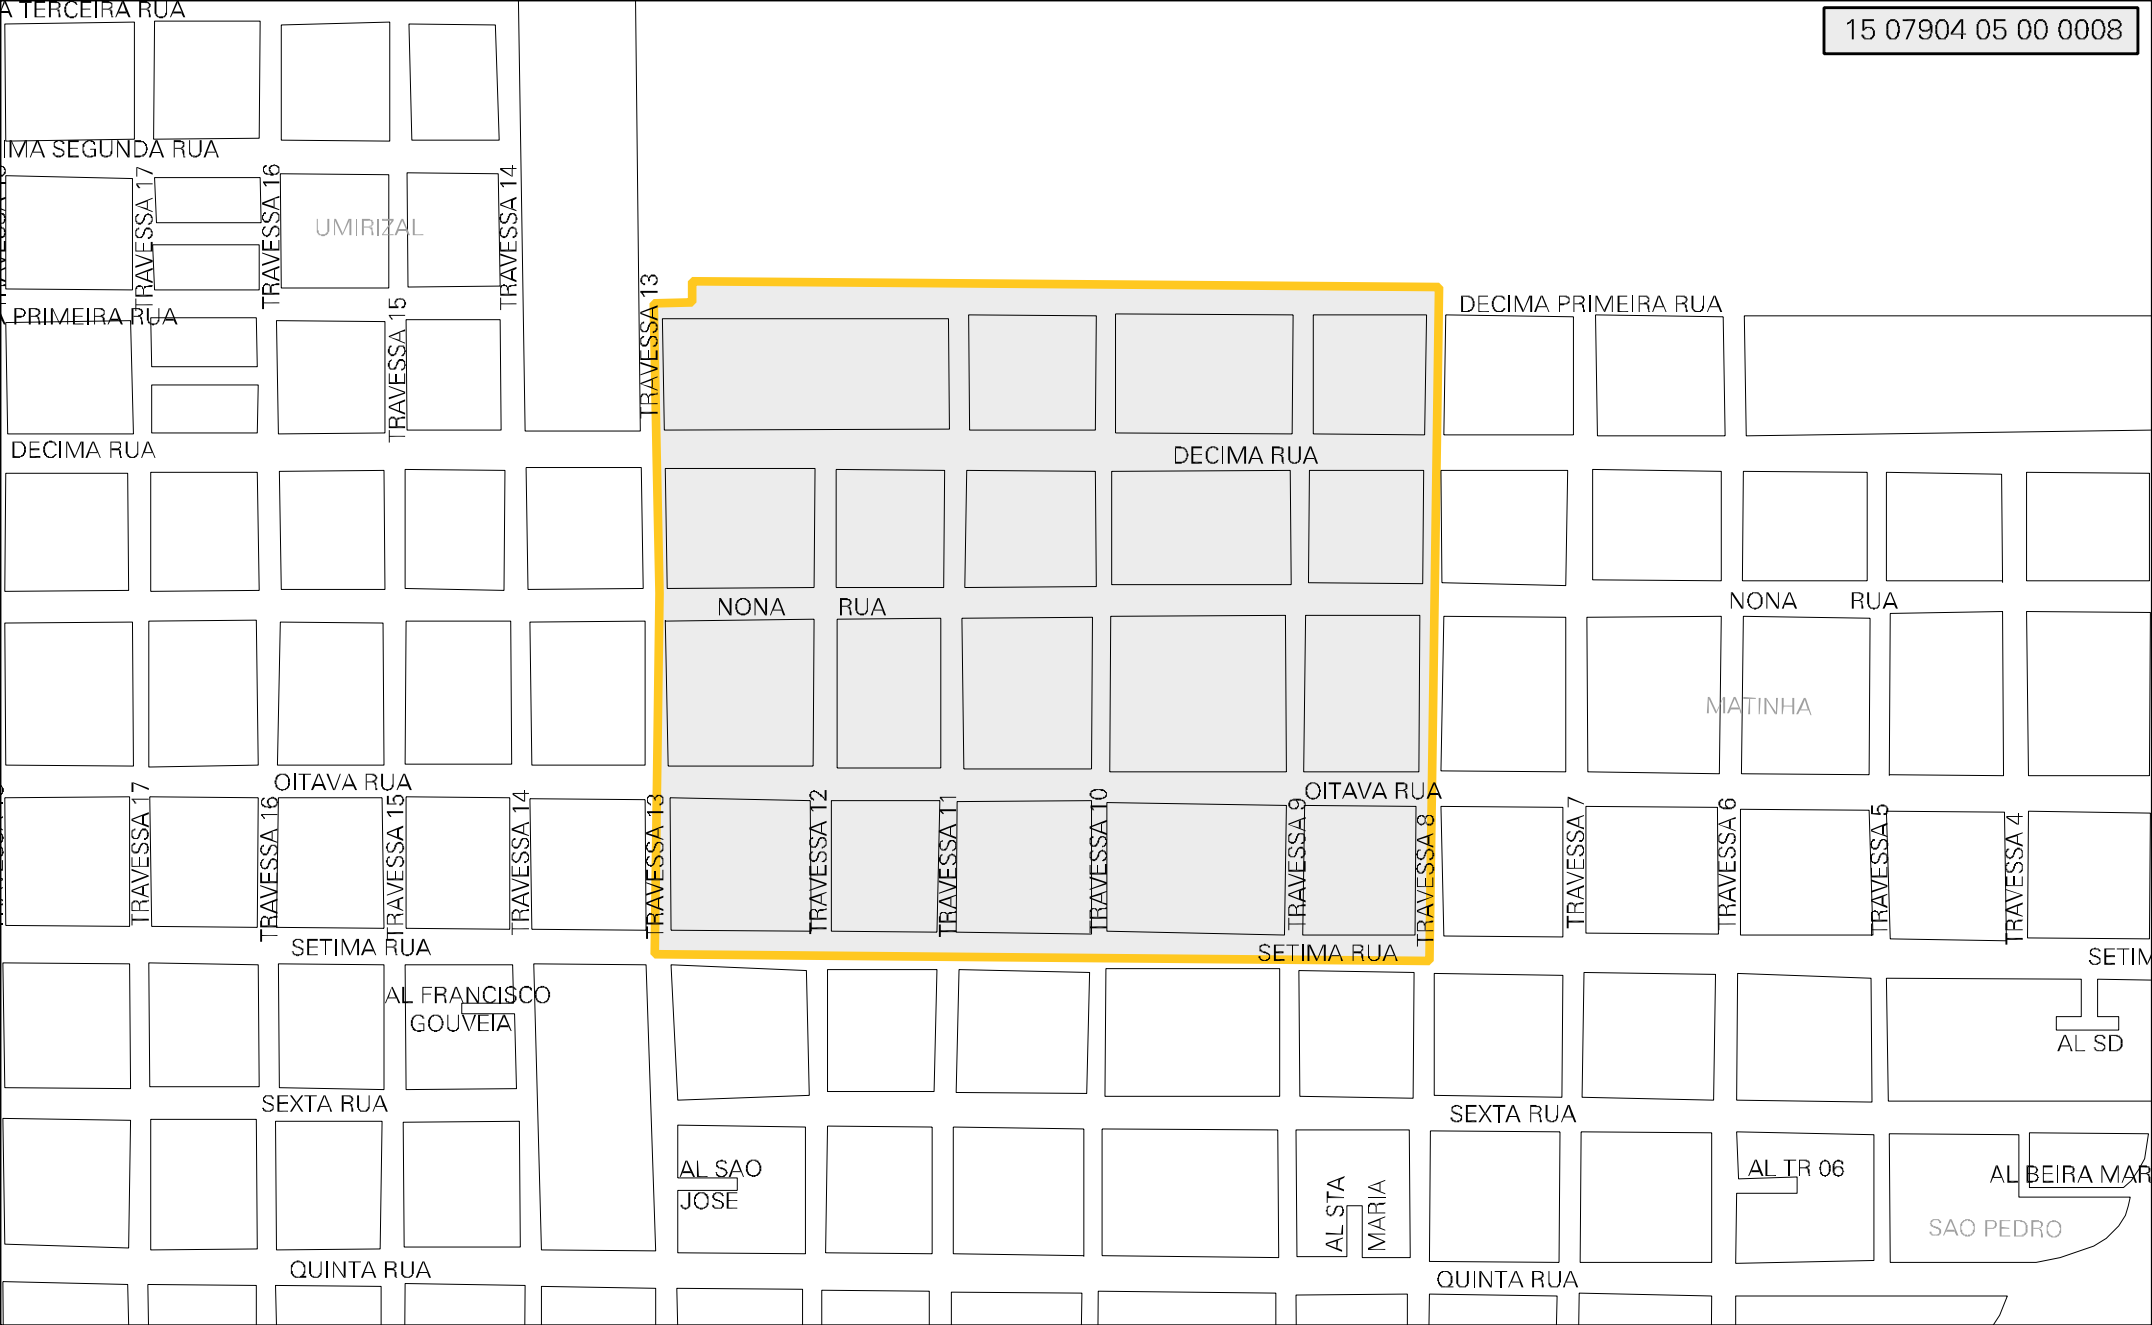 A TERCEIRA RUA
15 07904 05 00 0008
IMA SEGUNDA RUA
TRAVESSA 17
TRAVESSA 16
UMIRIZAL
TRAVESSA 14
TRAVESSA 13
A PRIMEIRA RUA
TRAVESSA 15
DECIMA PRIMEIRA RUA
DECIMA RUA
DECIMA RUA
NONA RUA
NONA RUA
MATINHA
OITAVA RUA
OITAVA RUA
TRAVESSA 17
TRAVESSA 16
TRAVESSA 15
TRAVESSA 14
TRAVESSA 13
TRAVESSA 12
TRAVESSA 11
TRAVESSA 10
TRAVESSA 9
TRAVESSA 8
TRAVESSA 7
TRAVESSA 6
TRAVESSA 5
TRAVESSA 4
SETIMA RUA
SETIMA RUA
SETIM
AL FRANCISCO
GOUVEIA
AL SD
SEXTA RUA
SEXTA RUA
AL SAO
JOSE
AL STA
MARIA
AL TR 06
AL BEIRA MAR
SAO PEDRO
QUINTA RUA
QUINTA RUA